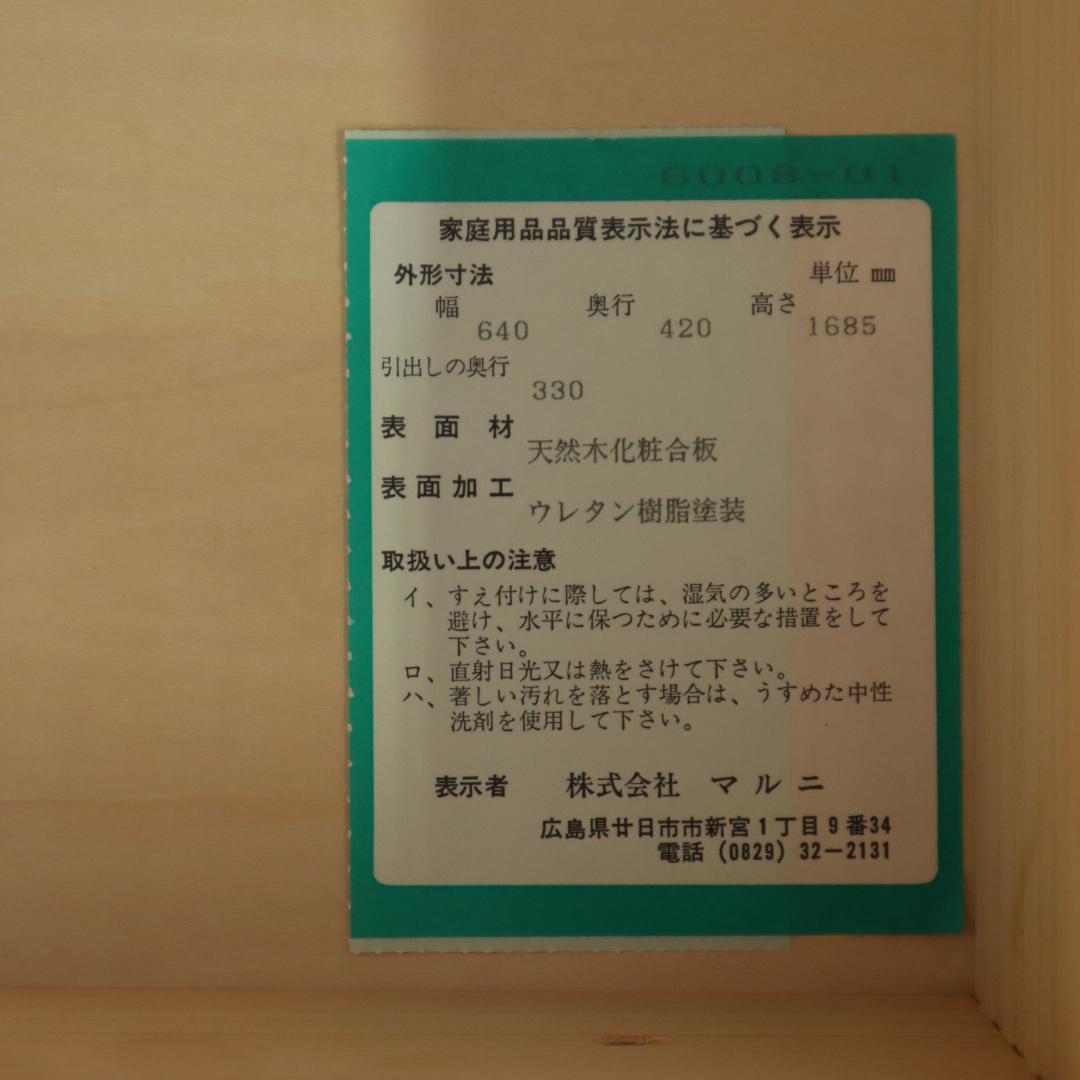 6008-01
家庭用品品質表示法に基づく表示
外形寸法 単位 ㎜
幅 奥行 高さ
640 420 1685
引出しの奥行
330
表面材
天然木化粧合板
表面加工
ウレタン樹脂塗装
取扱い上の注意
イ、すえ付けに際しては、湿気の多いところを
避け、水平に保つために必要な措置をして
下さい。
ロ、直射日光又は熱をさけて下さい。
ハ、著しい汚れを落とす場合は、うすめた中性
洗剤を使用して下さい。
表示者 株式会社 マルニ
広島県廿日市市新宮1丁目9番34
電話 (0829) 32-2131